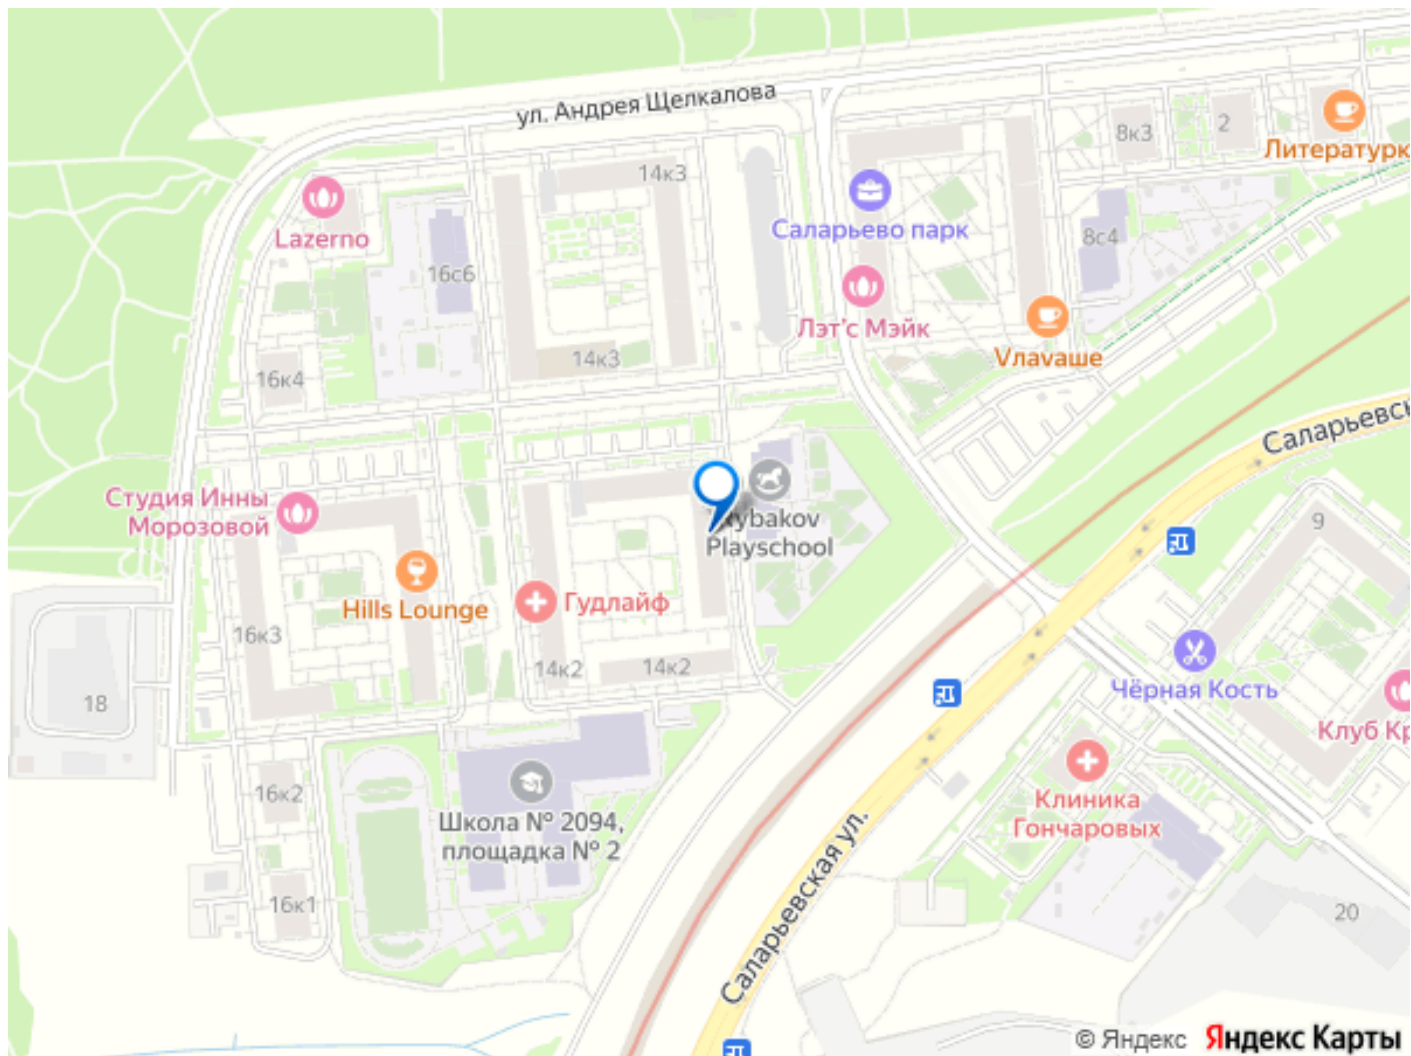 ул. Андрея Щелкалова
14к3
8к3
2
Литературк
Lazerno
Саларьево парк
16с6
8с4
Лэт'с Мэйк
14к3
Vлаvаше
16к4
Саларьевск
Студия Инны
Морозовой
Rybakov
Playschool
9
Hills Lounge
Гудлайф
16к3
14к2
14к2
Чёрная Кость
18
Клуб Кр
16к2
Школа № 2094,
площадка № 2
Клиника
Гончаровых
Саларьевская ул.
16к1
20
© Яндекс Яндекс Карты